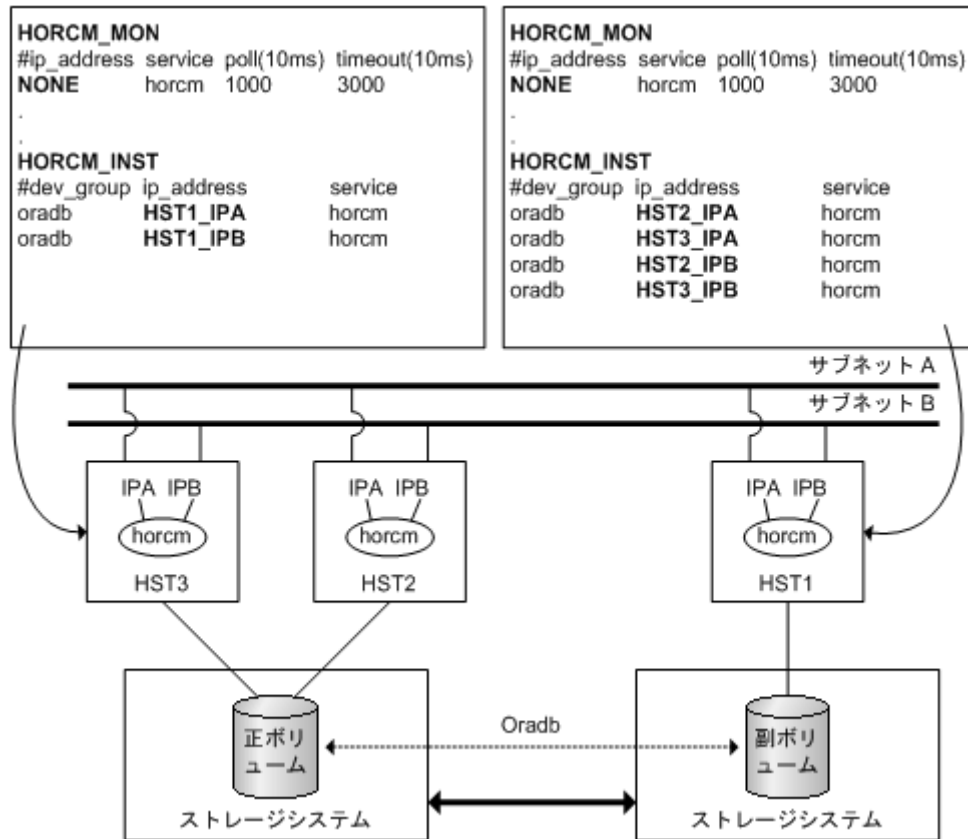 HORCM_MON
#ip_address service poll(10ms) timeout(10ms)
NONE horcm 1000 3000
.
.
HORCM_INST
#dev_group ip_address service
oradb HST1_IPA horcm
oradb HST1_IPB horcm
HORCM_MON
#ip_address service poll(10ms) timeout(10ms)
NONE horcm 1000 3000
.
.
HORCM_INST
#dev_group ip_address service
oradb HST2_IPA horcm
oradb HST3_IPA horcm
oradb HST2_IPB horcm
oradb HST3_IPB horcm
サブネット A
サブネット B
IPA IPB
horcm
HST3
IPA IPB
horcm
HST2
IPA IPB
horcm
HST1
正ボリ
ューム
Oradb
副ボリ
ューム
ストレージシステム
ストレージシステム